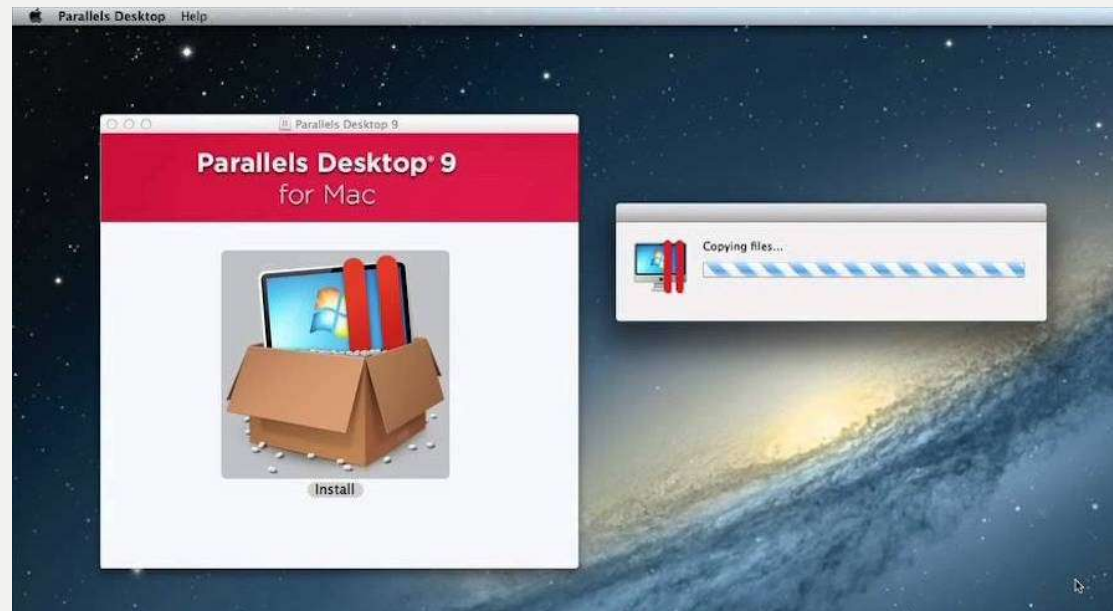 Parallels Desktop Help
Parallels Desktop 9
Parallels Desktop® 9
for Mac
Install
Copying files...